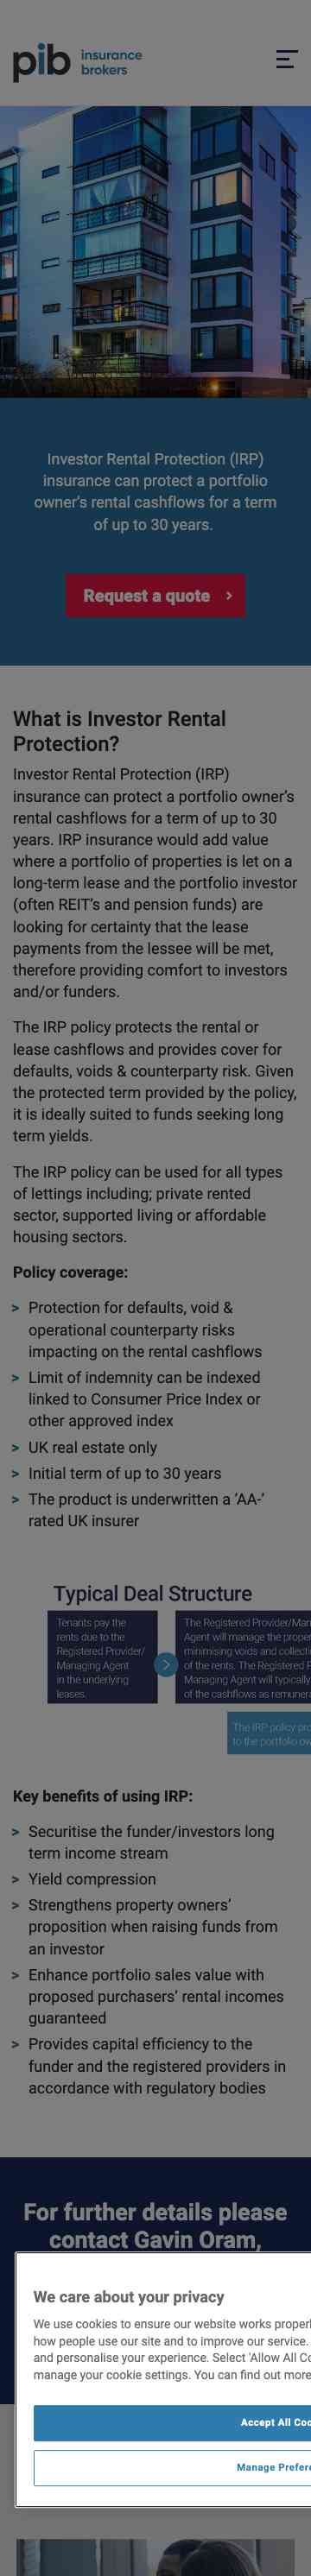 pib insurance
brokers
Investor Rental Protection (IRP)
insurance can protect a portfolio
owner's rental cashflows for a term
of up to 30 years.
Request a quote
What is Investor Rental
Protection?
Investor Rental Protection (IRP)
insurance can protect a portfolio owner's
rental cashflows for a term of up to 30
years. IRP insurance would add value
where a portfolio of properties is let on a
long-term lease and the portfolio investor
(often REIT's and pension funds) are
looking for certainty that the lease
payments from the lessee will be met,
therefore providing comfort to investors
and/or funders.
The IRP policy protects the rental or
lease cashflows and provides cover for
defaults, voids & counterparty risk. Given
the protected term provided by the policy,
it is ideally suited to funds seeking long
term yields.
The IRP policy can be used for all types
of lettings including; private rented
sector, supported living or affordable
housing sectors.
Policy coverage:
> Protection for defaults, void &
operational counterparty risks
impacting on the rental cashflows
> Limit of indemnity can be indexed
linked to Consumer Price Index or
other approved index
> UK real estate only
> Initial term of up to 30 years
> The product is underwritten a 'AA-'
rated UK insurer
Typical Deal Structure
Tenants pay the
rents due to the
Registered Provider/
Managing Agent
in the underlying
leases.
The Registered Provider/Man
Agent will manage the proper
minimising voids and collecti
of the rents. The Registered P
Managing Agent will typically
of the cashflows as remunera
The IRP policy pro
to the portfolio ow
Key benefits of using IRP:
> Securitise the funder/investors long
term income stream
> Yield compression
> Strengthens property owners'
proposition when raising funds from
an investor
> Enhance portfolio sales value with
proposed purchasers' rental incomes
guaranteed
> Provides capital efficiency to the
funder and the registered providers in
accordance with regulatory bodies
For further details please
contact Gavin Oram,
We care about your privacy
We use cookies to ensure our website works properl
how people use our site and to improve our service.
and personalise your experience. Select 'Allow All Co
manage your cookie settings. You can find out more
Accept All Coo
Manage Prefere